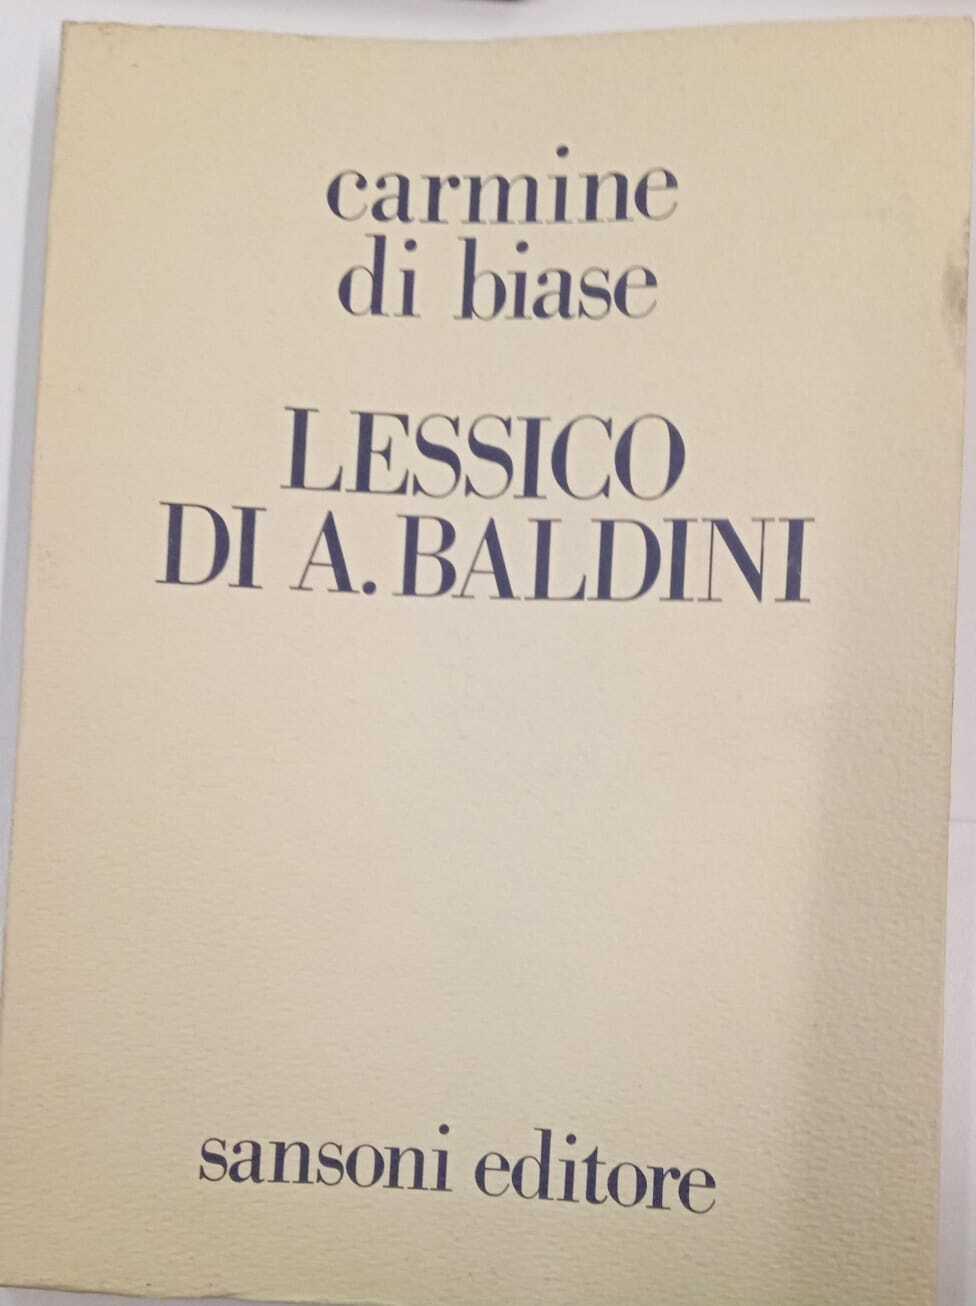 carmine
di biase
LESSICO
DI A. BALDINI
sansoni editore